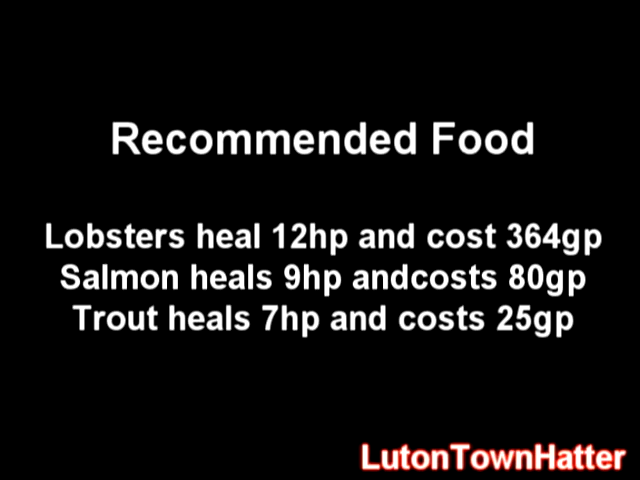 Recommended Food
Lobsters heal 12hp and cost 364gp
Salmon heals 9hp andcosts 80gp
Trout heals 7hp and costs 25gp
LutonTownHatter